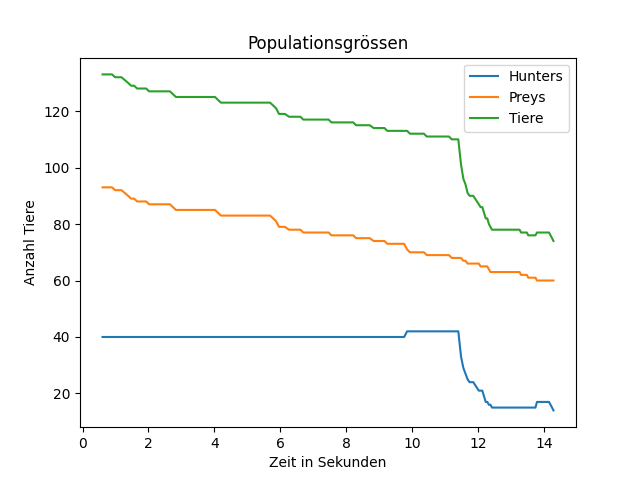 Populationsgrössen
Hunters
Preys
Tiere
Anzahl Tiere
120
100
80
60
40
20
0 2 4 6 8 10 12 14
Zeit in Sekunden